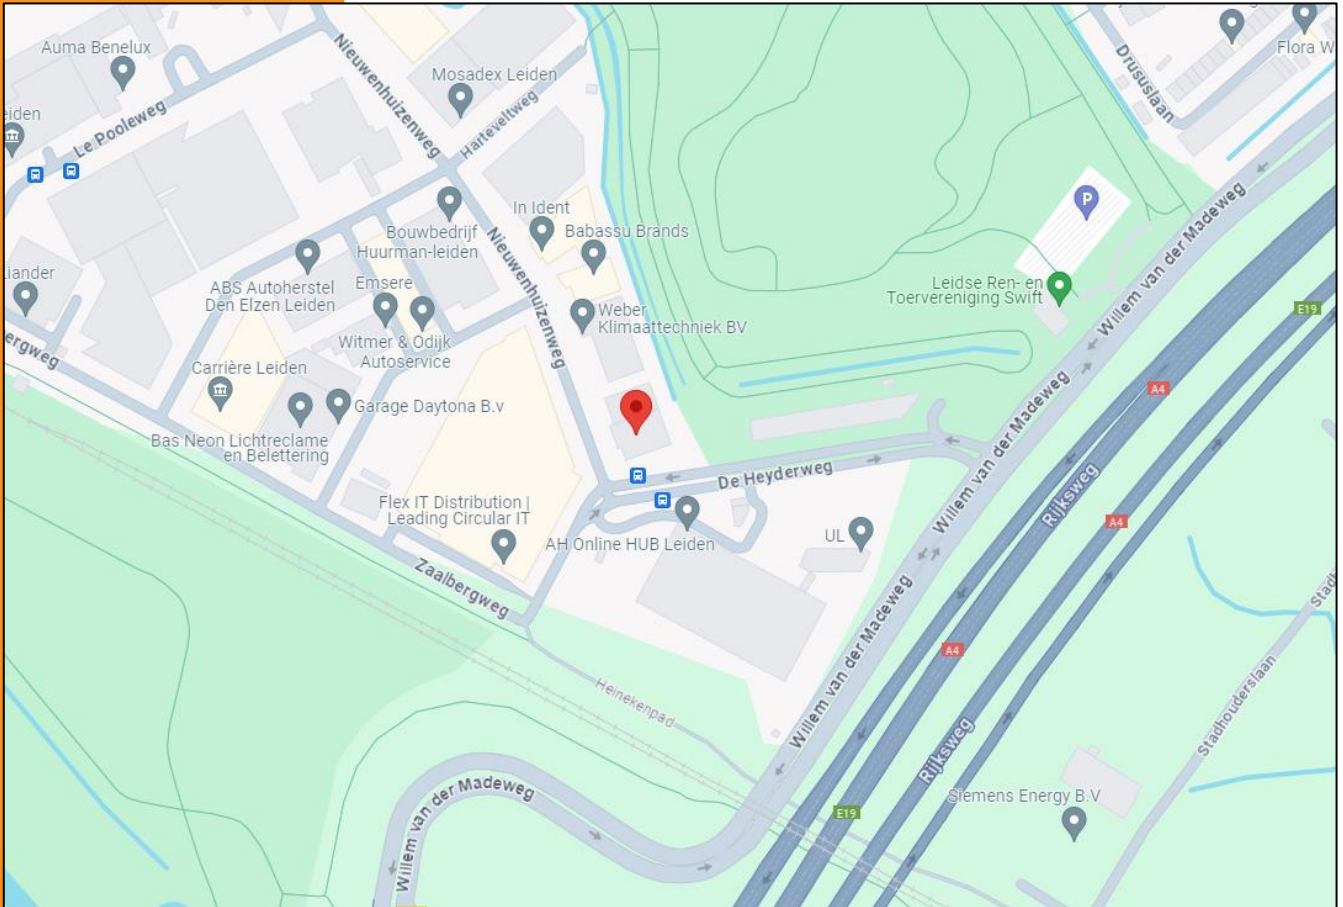 Auma Benelux
Nieuwenhuizenweg
Mosadex Leiden
Drususlaan
Flora W
eiden
Le Pooleweg
Harteveltweg
P
In Ident
Babassu Brands
Bouwbedrijf
Huurman-leiden
Nieuwenhuizenweg
Willem van der Madeweg
Liander
ABS Autoherstel
Den Elzen Leiden
Emsere
Leidse Ren- en
Toervereniging Swift
E19
Weber
Klimaattechniek BV
Witmer & Odijk
Autoservice
ergweg
Carrière Leiden
A4
Garage Daytona B.v
Willem van der Madeweg
Bas Neon Lichtreclame
en Belettering
De Heyderweg
Rijksweg
Flex IT Distribution |
Leading Circular IT
A4
AH Online HUB Leiden
UL
Zaalbergweg
Willem van der Madeweg
Stad
A4
Heinekenpad
Stadhouderslaan
Rijksweg
Willem van der Madeweg
Siemens Energy B.V
E19